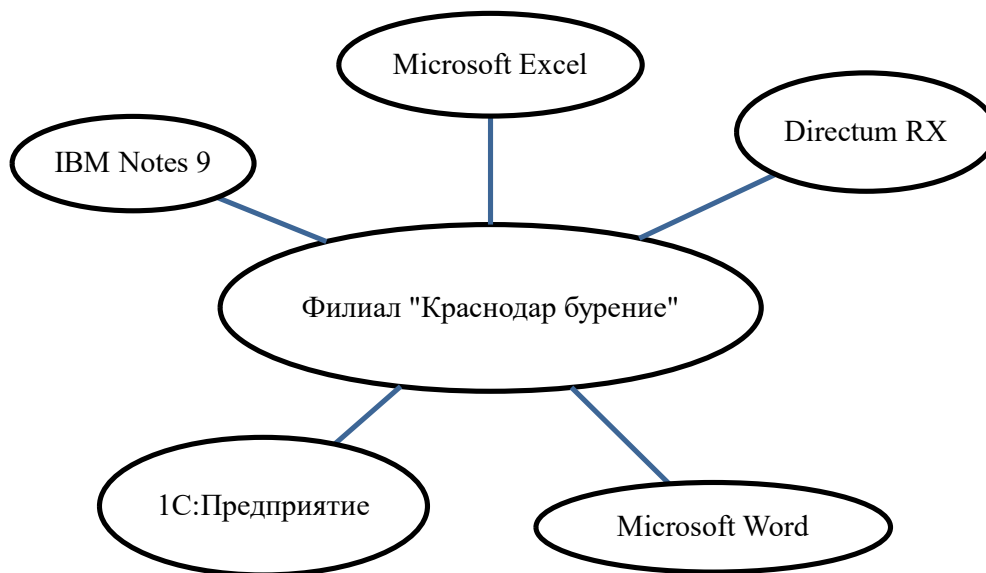 Microsoft Excel
Directum RX
IBM Notes 9
Филиал "Краснодар бурение"
1С:Предприятие
Microsoft Word